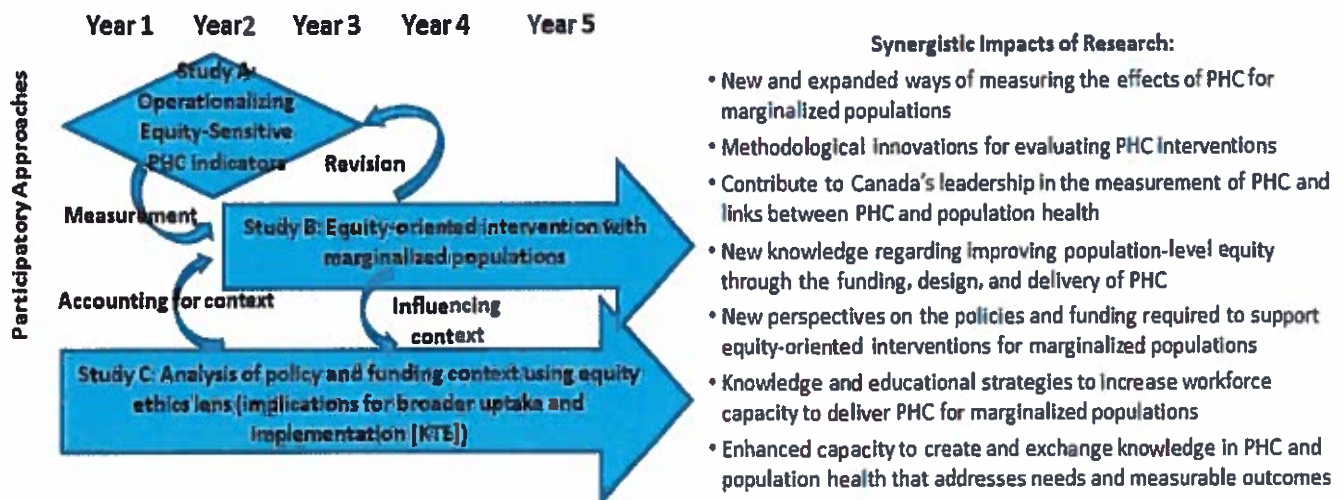 Year 1 Year2 Year 3 Year 4 Year 5
Participatory Approaches
Study A:
Operationalizing
Equity-Sensitive
PHC indicators
Revision
Measurement
Study B: Equity-oriented intervention with
marginalized populations
Accounting for context
Influencing
context
Study C: Analysis of policy and funding context using equity
ethics lens (implications for broader uptake and
implementation [KTE])
Synergistic Impacts of Research:
• New and expanded ways of measuring the effects of PHC for
marginalized populations
• Methodological innovations for evaluating PHC interventions
• Contribute to Canada's leadership in the measurement of PHC and
links between PHC and population health
• New knowledge regarding improving population-level equity
through the funding, design, and delivery of PHC
• New perspectives on the policies and funding required to support
equity-oriented interventions for marginalized populations
• Knowledge and educational strategies to increase workforce
capacity to deliver PHC for marginalized populations
• Enhanced capacity to create and exchange knowledge in PHC and
population health that addresses needs and measurable outcomes